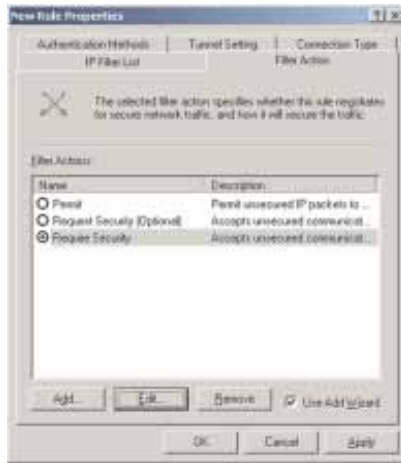 New Rule Properties
Authentication Methods Tunnel Setting Connection Type
IP Filter List Filter Action
The selected filter action specifies whether this rule negotiates
for secure network traffic, and how it will secure the traffic.
Filter Actions:
Name Description
Permit Permit unsecured IP packets to ...
Request Security (Optional) Accepts unsecured communicat...
Require Security Accepts unsecured communicat...
Add... Edit... Remove Use Add Wizard
OK Cancel Apply